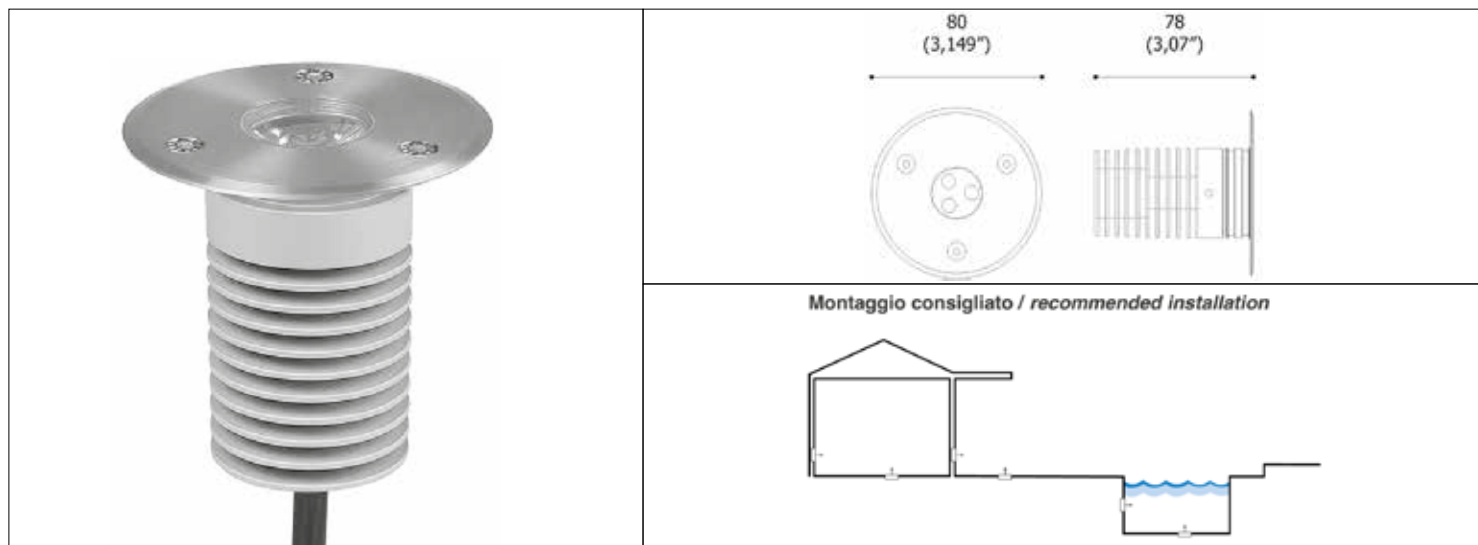 80
(3,149")
78
(3,07")
Montaggio consigliato / recommended installation